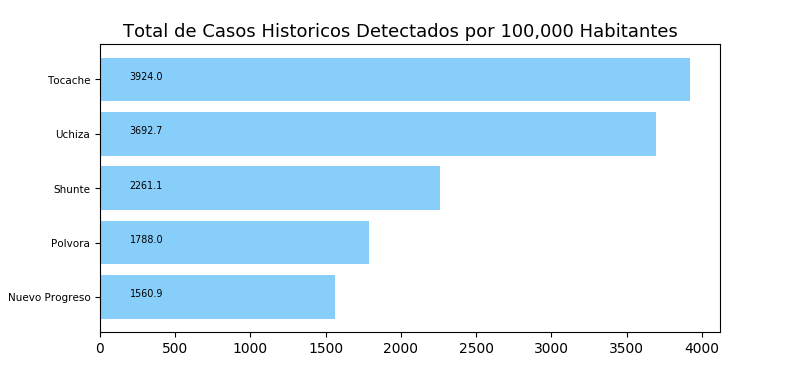 Total de Casos Historicos Detectados por 100,000 Habitantes
Tocache 3924.0
Uchiza 3692.7
Shunte 2261.1
Polvora 1788.0
Nuevo Progreso 1560.9
0 500 1000 1500 2000 2500 3000 3500 4000